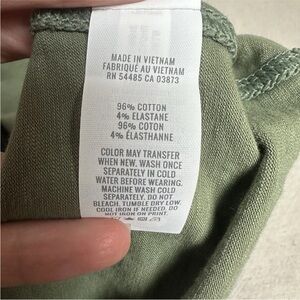 MADE IN VIETNAM
FABRIQUÉ AU VIETNAM
RN 54485 CA 03873
96% COTTON
4% ELASTANE
96% COTON
4% ÉLASTHANNE
COLOR MAY TRANSFER
WHEN NEW. WASH ONCE
SEPARATELY IN COLD
WATER BEFORE WEARING.
MACHINE WASH COLD
SEPARATELY. DO NOT
BLEACH. TUMBLE DRY LOW.
COOL IRON IF NEEDED. DO
NOT IRON ON PRINT.